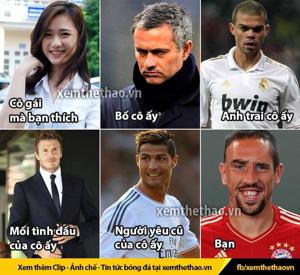 xemthethao.vn
Cô gái
mà bạn thích
Bố cô ấy
bwin
Anh trai cô ấy
xemthethao.vn
Mối tình đầu
của cô ấy
Người yêu cũ
của cô ấy
xemthethao.vn
Bạn
Xem thêm Clip - Ảnh chế - Tin tức bóng đá tại xemthethao.vn
fb/xemthethaovn